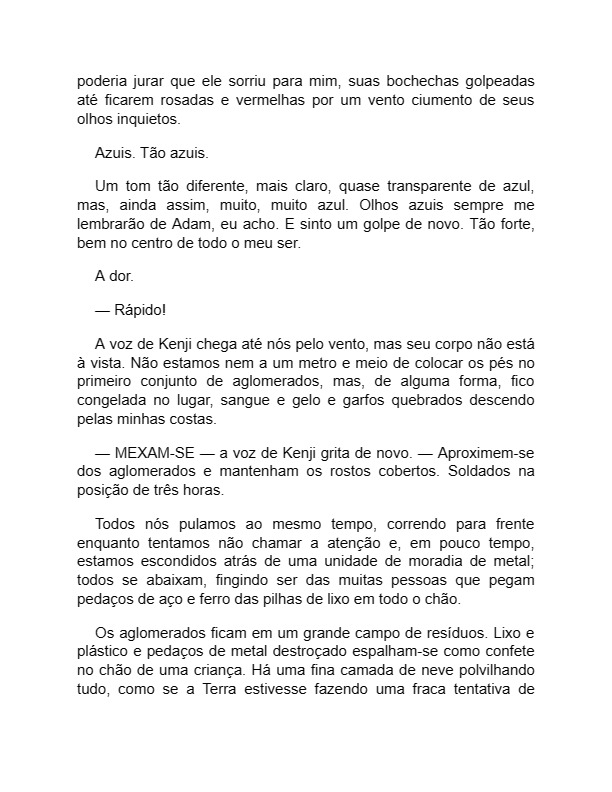 poderia jurar que ele sorriu para mim, suas bochechas golpeadas
até ficarem rosadas e vermelhas por um vento ciumento de seus
olhos inquietos.
Azuis. Tão azuis.
Um tom tão diferente, mais claro, quase transparente de azul,
mas, ainda assim, muito, muito azul. Olhos azuis sempre me
lembrarão de Adam, eu acho. E sinto um golpe de novo. Tão forte,
bem no centro de todo o meu ser.
A dor.
— Rápido!
A voz de Kenji chega até nós pelo vento, mas seu corpo não está
à vista. Não estamos nem a um metro e meio de colocar os pés no
primeiro conjunto de aglomerados, mas, de alguma forma, fico
congelada no lugar, sangue e gelo e garfos quebrados descendo
pelas minhas costas.
— MEXAM-SE — a voz de Kenji grita de novo. — Aproximem-se
dos aglomerados e mantenham os rostos cobertos. Soldados na
posição de três horas.
Todos nós pulamos ao mesmo tempo, correndo para frente
enquanto tentamos não chamar a atenção e, em pouco tempo,
estamos escondidos atrás de uma unidade de moradia de metal;
todos se abaixam, fingindo ser das muitas pessoas que pegam
pedaços de aço e ferro das pilhas de lixo em todo o chão.
Os aglomerados ficam em um grande campo de resíduos. Lixo e
plástico e pedaços de metal destroçado espalham-se como confete
no chão de uma criança. Há uma fina camada de neve polvilhando
tudo, como se a Terra estivesse fazendo uma fraca tentativa de